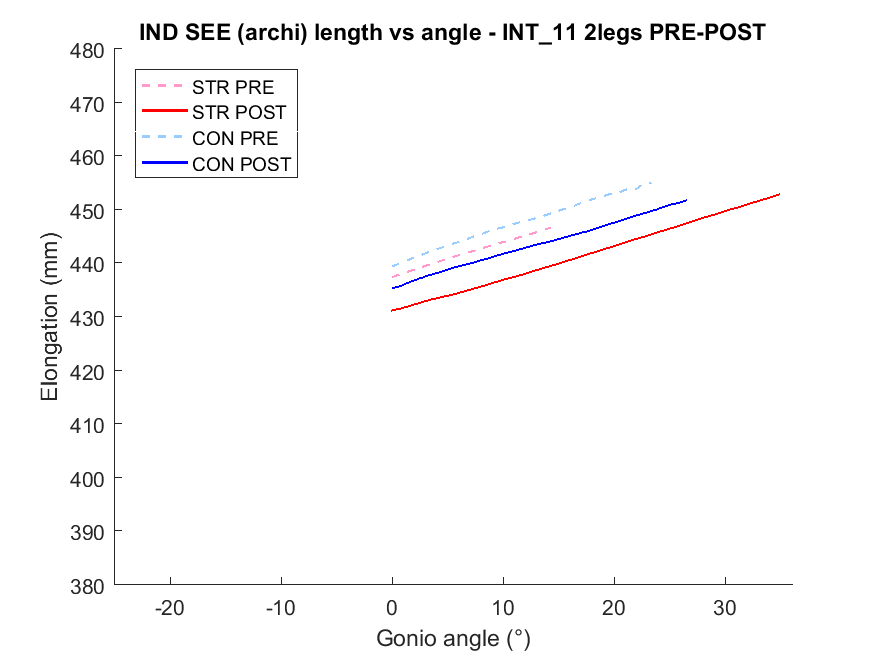 IND SEE (archi) length vs angle - INT_11 2legs PRE-POST
480
470
460
450
440
430
420
410
400
390
380
Elongation (mm)
STR PRE
STR POST
CON PRE
CON POST
-20
-10
0
10
20
30
Gonio angle (°)